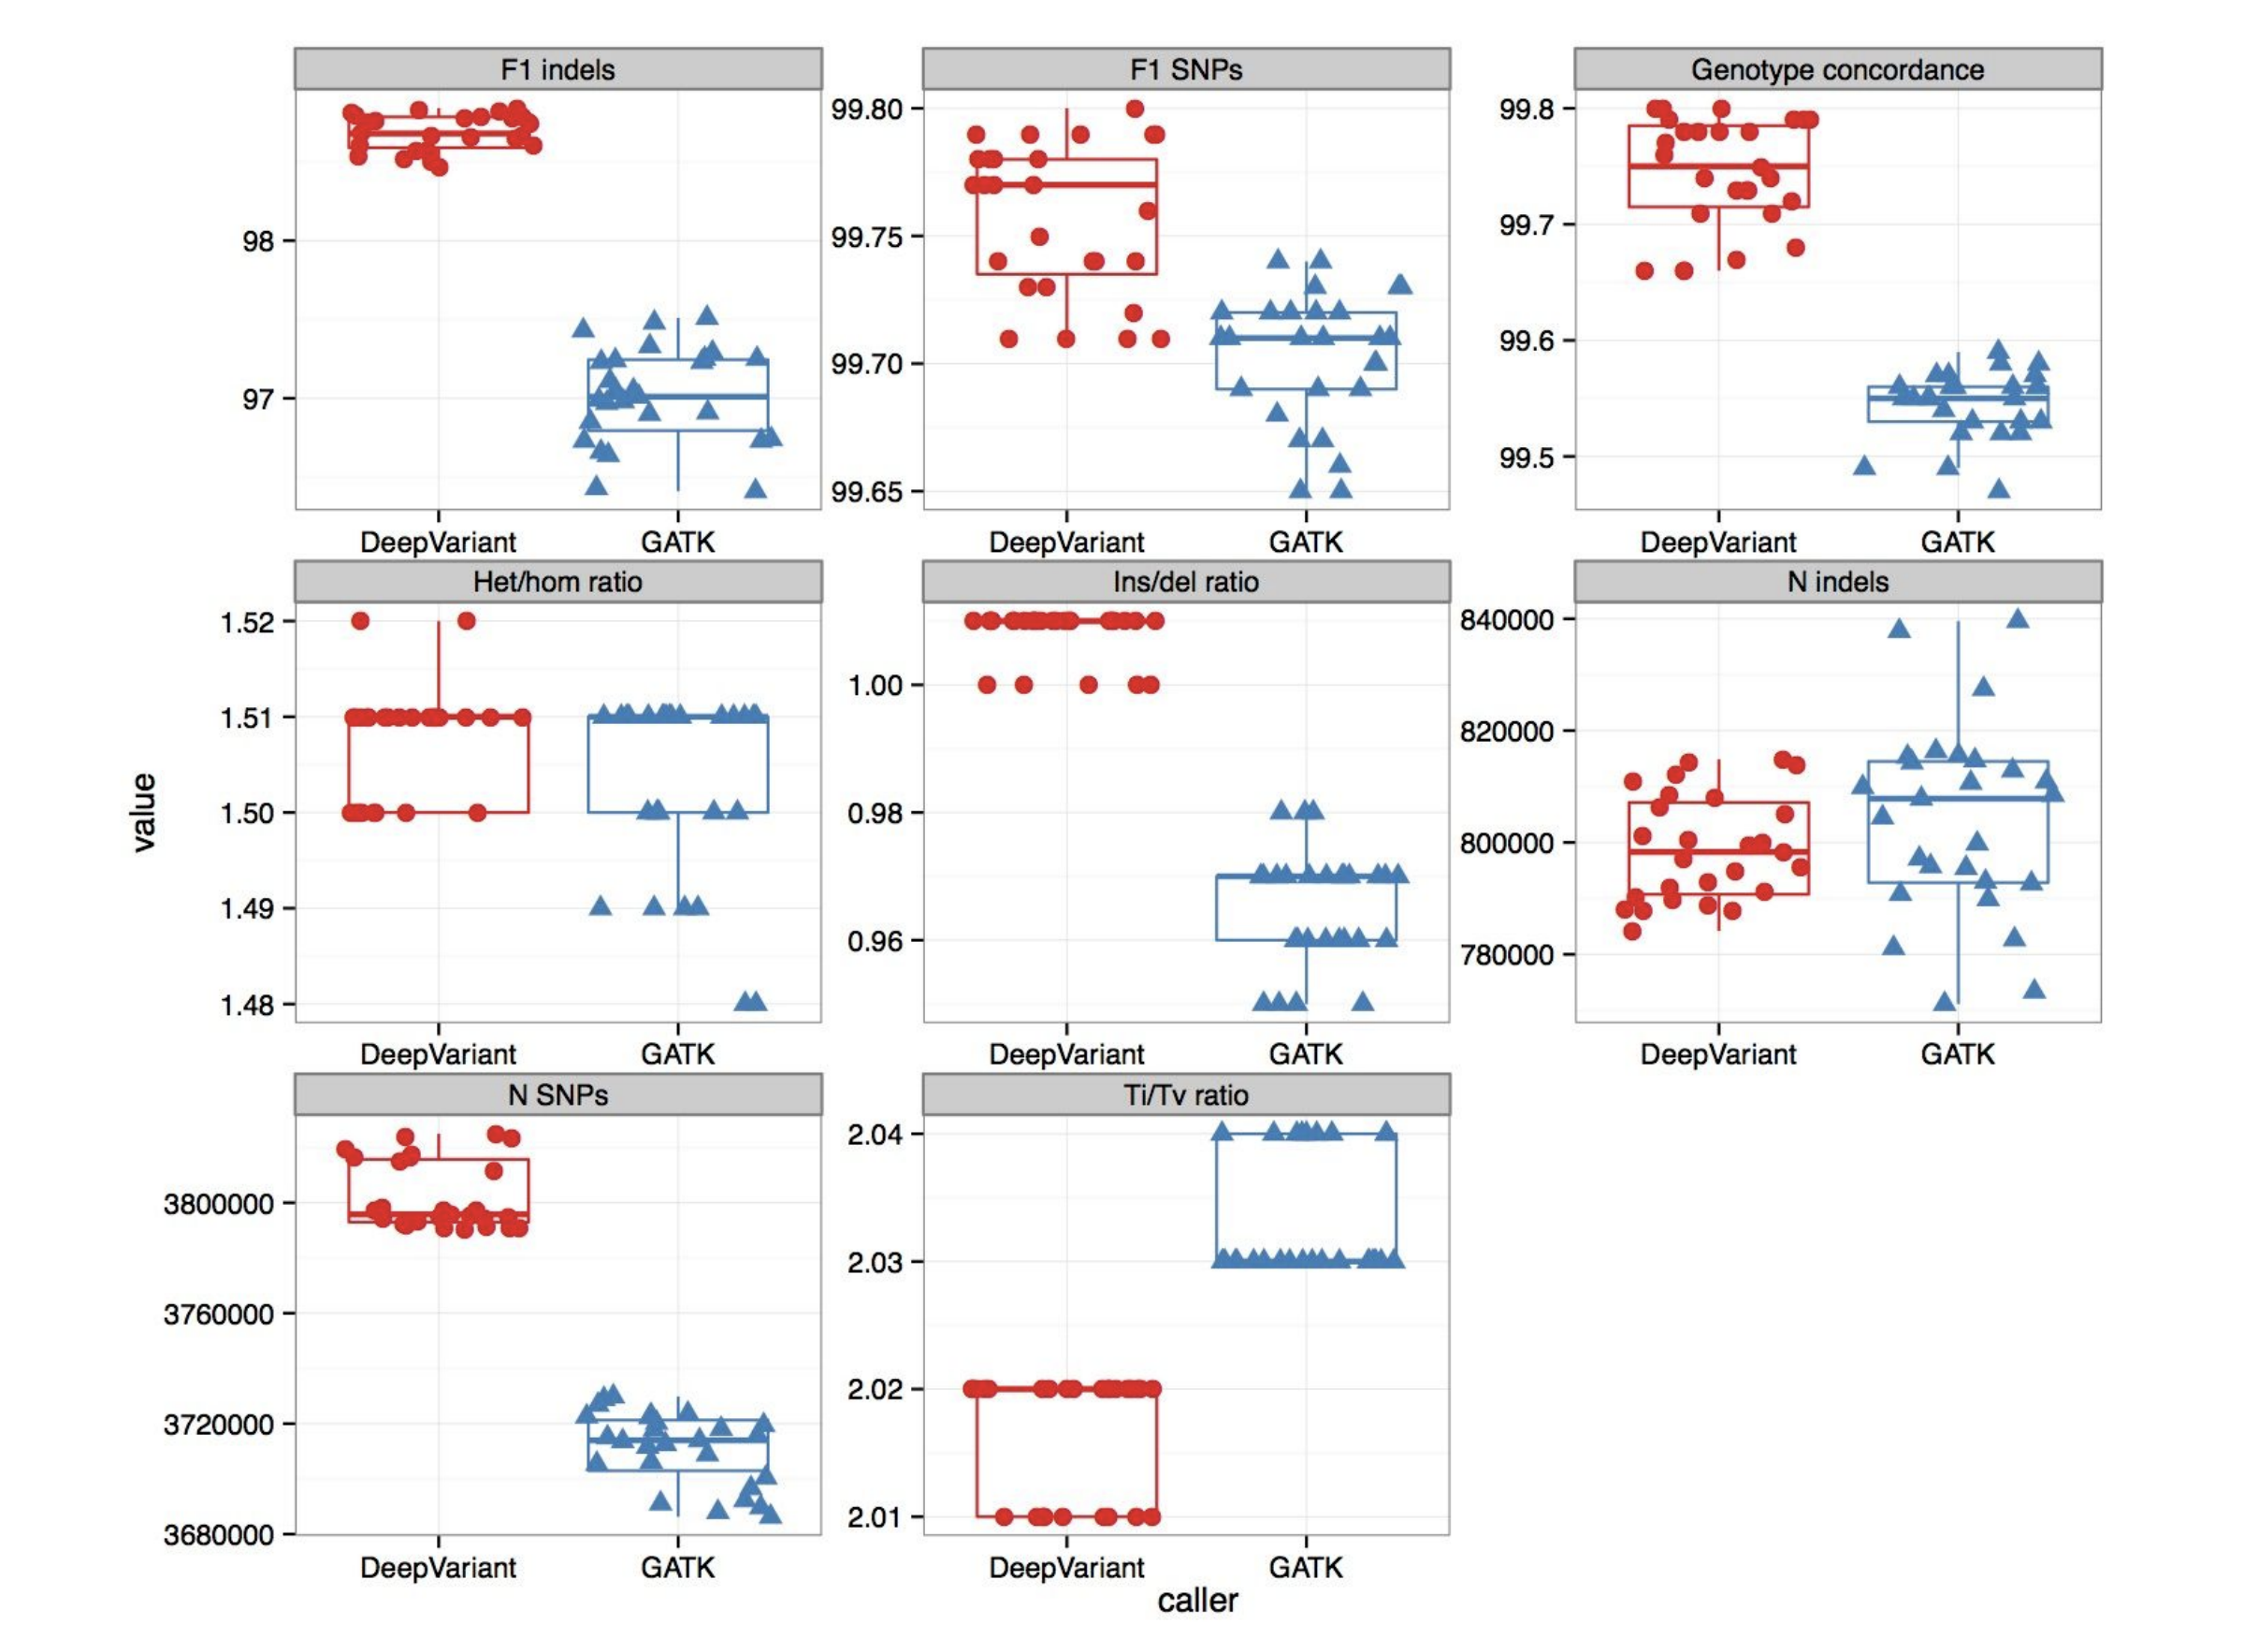 F1 indels
F1 SNPs
Genotype concordance
98
97
99.80
99.75
99.70
99.65
99.8
99.7
99.6
99.5
DeepVariant GATK
DeepVariant GATK
DeepVariant GATK
Het/hom ratio
Ins/del ratio
N indels
1.52
1.51
1.50
1.49
1.48
1.00
0.98
0.96
840000
820000
800000
780000
value
DeepVariant GATK
DeepVariant GATK
DeepVariant GATK
N SNPs
Ti/Tv ratio
3800000
3760000
3720000
3680000
2.04
2.03
2.02
2.01
DeepVariant GATK
DeepVariant GATK
caller